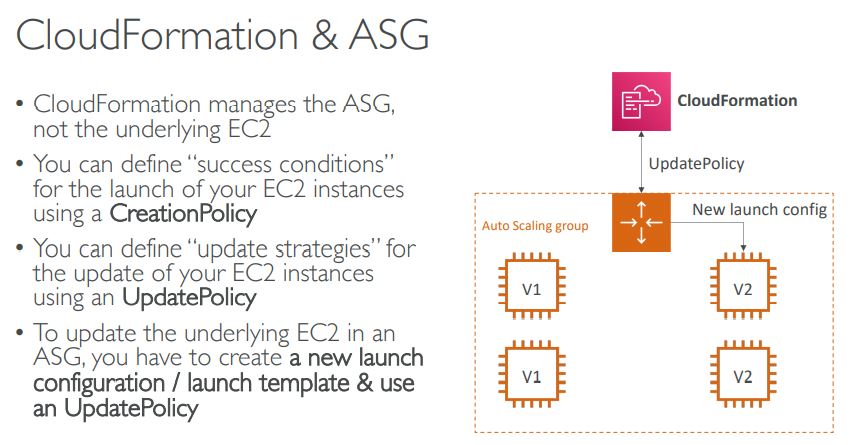 CloudFormation & ASG
• CloudFormation manages the ASG,
not the underlying EC2
• You can define “success conditions”
for the launch of your EC2 instances
using a CreationPolicy
• You can define “update strategies” for
the update of your EC2 instances
using an UpdatePolicy
• To update the underlying EC2 in an
ASG, you have to create a new launch
configuration / launch template & use
an UpdatePolicy
CloudFormation
UpdatePolicy
Auto Scaling group
New launch config
V1
V2
V1
V2